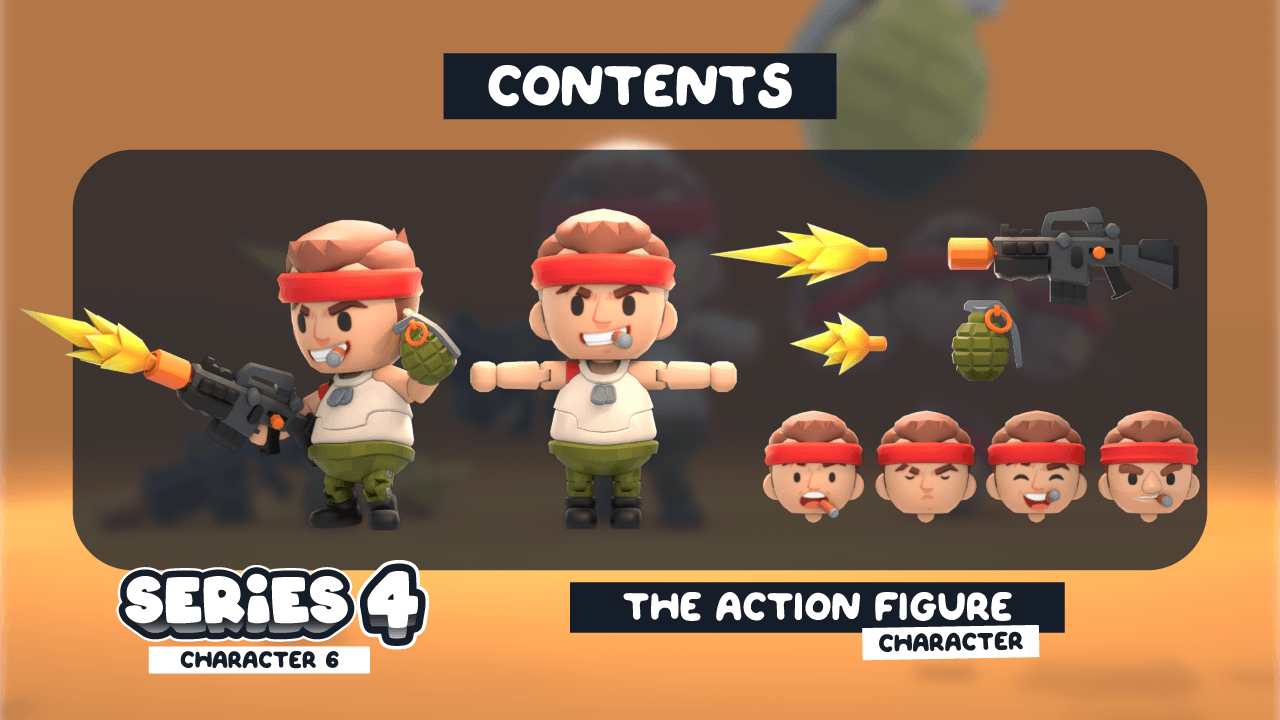 CONTENTS
SERIES 4
CHARACTER 6
THE ACTION FIGURE
CHARACTER